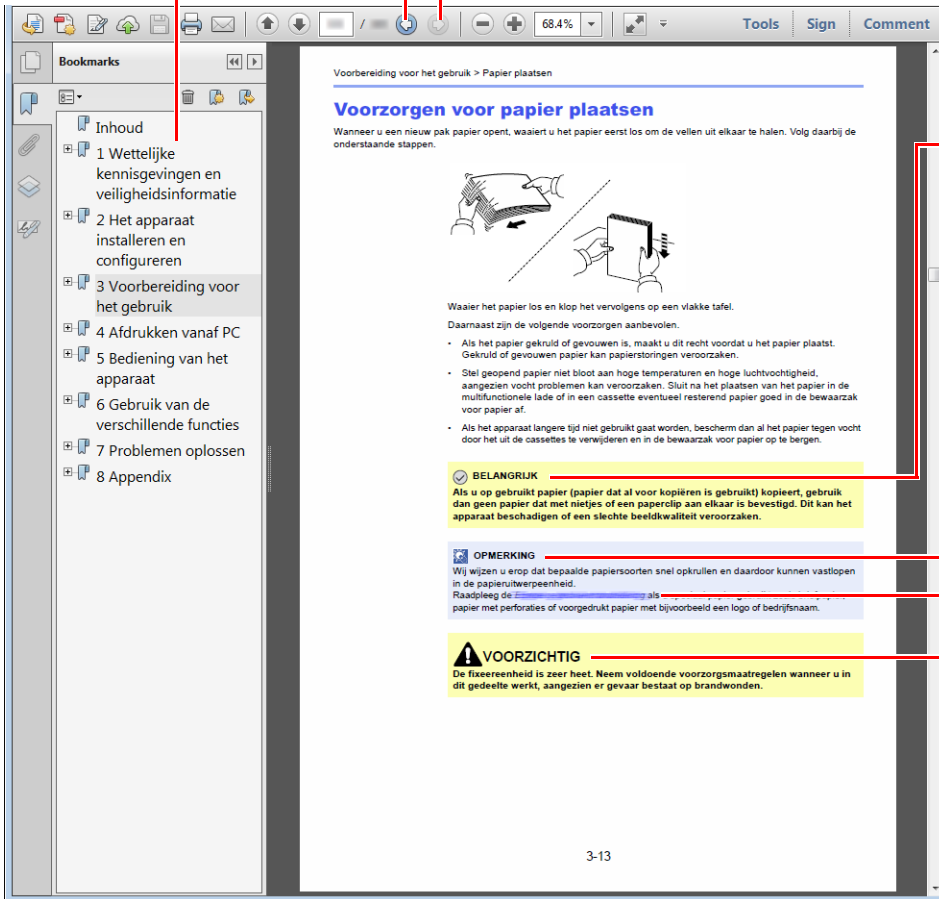 / 68.4% Tools Sign Comment
Bookmarks
Inhoud
1 Wettelijke
kennisgevingen en
veiligheidsinformatie
2 Het apparaat
installeren en
configureren
3 Voorbereiding voor
het gebruik
4 Afdrukken vanaf PC
5 Bediening van het
apparaat
6 Gebruik van de
verschillende functies
7 Problemen oplossen
8 Appendix
Voorbereiding voor het gebruik > Papier plaatsen
Voorzorgen voor papier plaatsen
Wanneer u een nieuw pak papier opent, waaiert u het papier eerst los om de vellen uit elkaar te halen. Volg daarbij de
onderstaande stappen.
Waaier het papier los en klop het vervolgens op een vlakke tafel.
Daarnaast zijn de volgende voorzorgen aanbevolen.
• Als het papier gekruld of gevouwen is, maakt u dit recht voordat u het papier plaatst.
Gekruld of gevouwen papier kan papierstoringen veroorzaken.
• Stel geopend papier niet bloot aan hoge temperaturen en hoge luchtvochtigheid,
aangezien vocht problemen kan veroorzaken. Sluit na het plaatsen van het papier in de
multifunctionele lade of in een cassette eventueel resterend papier goed in de bewaarzak
voor papier af.
• Als het apparaat langere tijd niet gebruikt gaat worden, bescherm dan al het papier tegen vocht
door het uit de cassettes te verwijderen en in de bewaarzak voor papier op te bergen.
BELANGRIJK
Als u op gebruikt papier (papier dat al voor kopiëren is gebruikt) kopieert, gebruik
dan geen papier dat met nietjes of een paperclip aan elkaar is bevestigd. Dit kan het
apparaat beschadigen of een slechte beeldkwaliteit veroorzaken.
OPMERKING
Wij wijzen u erop dat bepaalde papiersoorten snel opkrullen en daardoor kunnen vastlopen
in de papieruitwerpeenheid.
Raadpleeg de als
papier met perforaties of voorgedrukt papier met bijvoorbeeld een logo of bedrijfsnaam.
VOORZICHTIG
De fixeereenheid is zeer heet. Neem voldoende voorzorgsmaatregelen wanneer u in
dit gedeelte werkt, aangezien er gevaar bestaat op brandwonden.
3-13